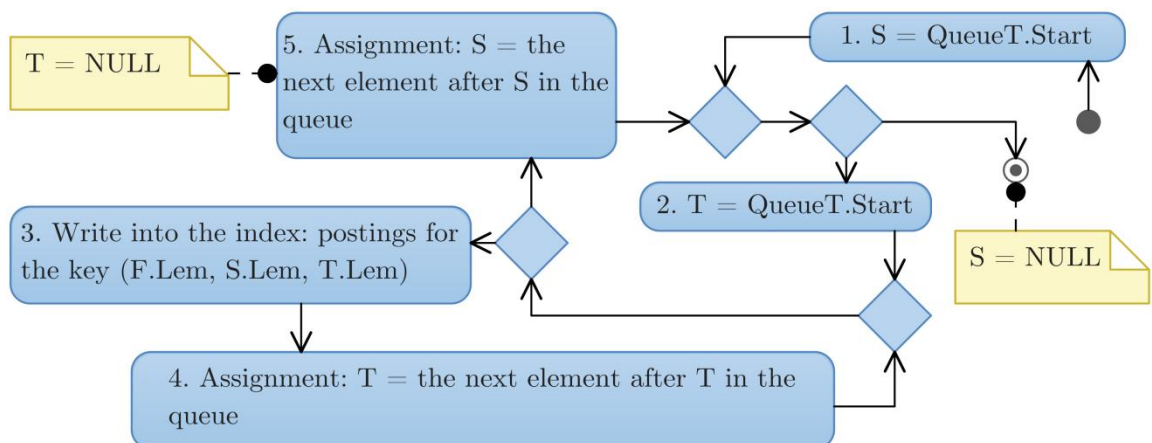 T = NULL
5. Assignment: S = the
next element after S in the
queue
1. S = QueueT.Start
2. T = QueueT.Start
3. Write into the index: postings for
the key (F.Lem, S.Lem, T.Lem)
S = NULL
4. Assignment: T = the next element after T in the
queue